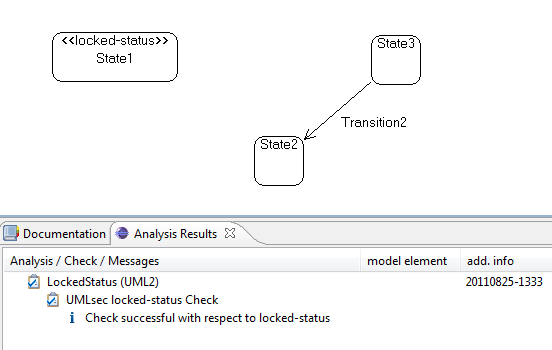 <<locked-status>>
State1
State3
Transition2
State2
Documentation
Analysis Results
Analysis / Check / Messages model element add. info
LockedStatus (UML2) 20110825-1333
UMLsec locked-status Check
Check successful with respect to locked-status